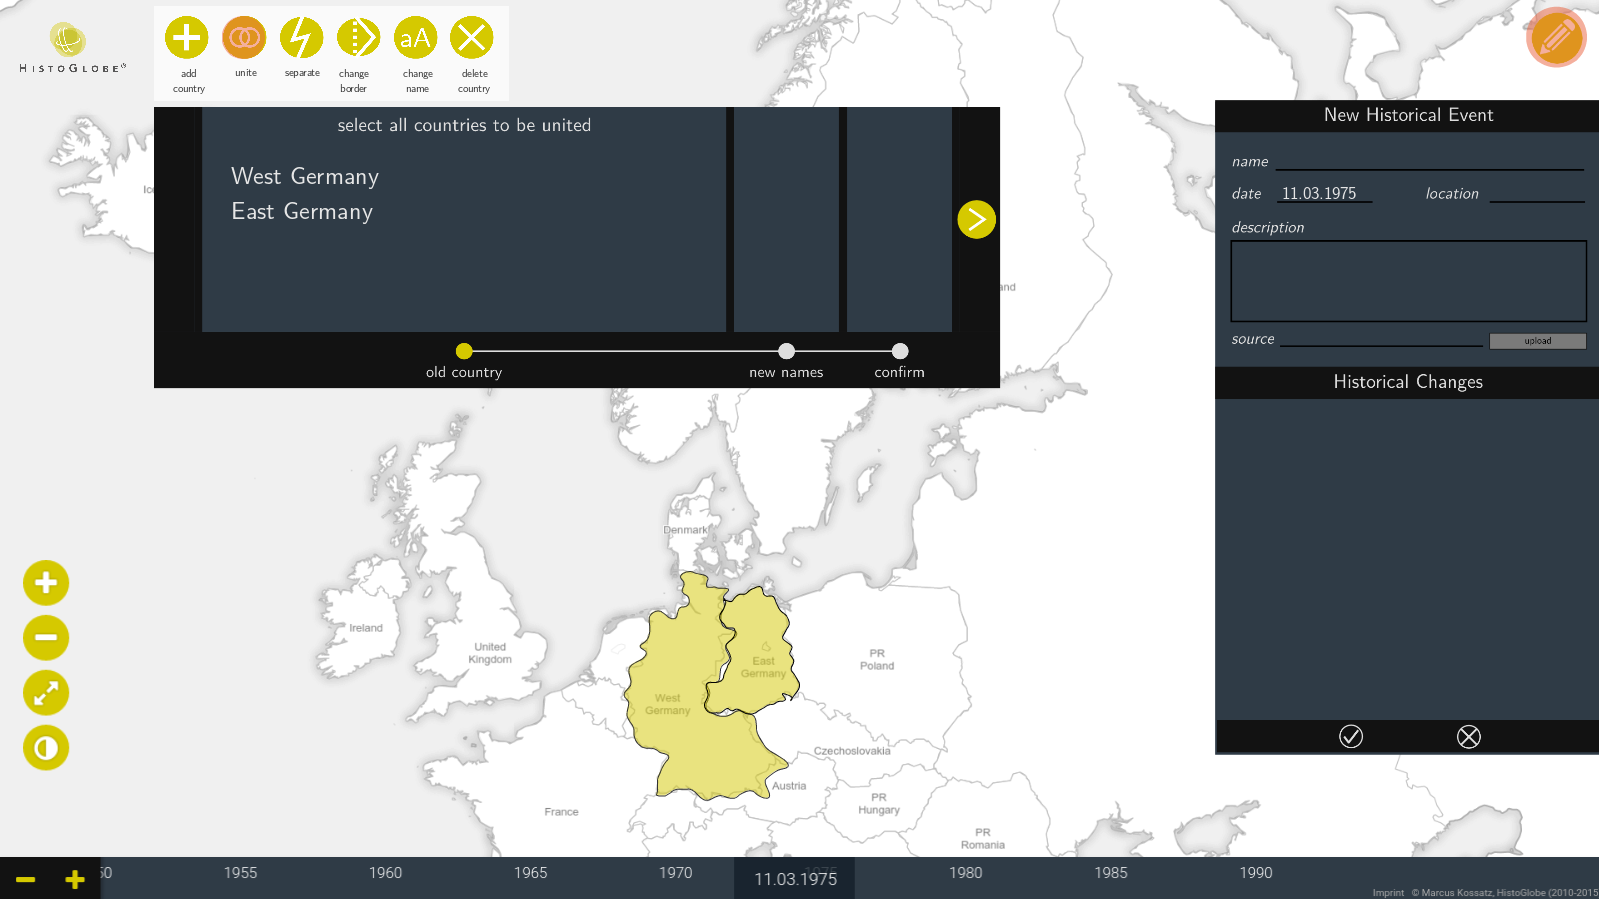 HISTOGLOBE
add
country
unite
separate
change
border
change
name
delete
country
aA
select all countries to be united
West Germany
East Germany
old country
new names
confirm
New Historical Event
name
date 11.03.1975 location
description
source upload
Historical Changes
and
Denmark
Ireland
United
Kingdom
PR
Poland
East
Germany
West
Germany
Czechoslovakia
Austria
PR
Hungary
France
PR
Romania
50 1955 1960 1965 1970 11.03.1975 1980 1985 1990
Imprint © Marcus Kossatz, HistoGlobe (2010-2015